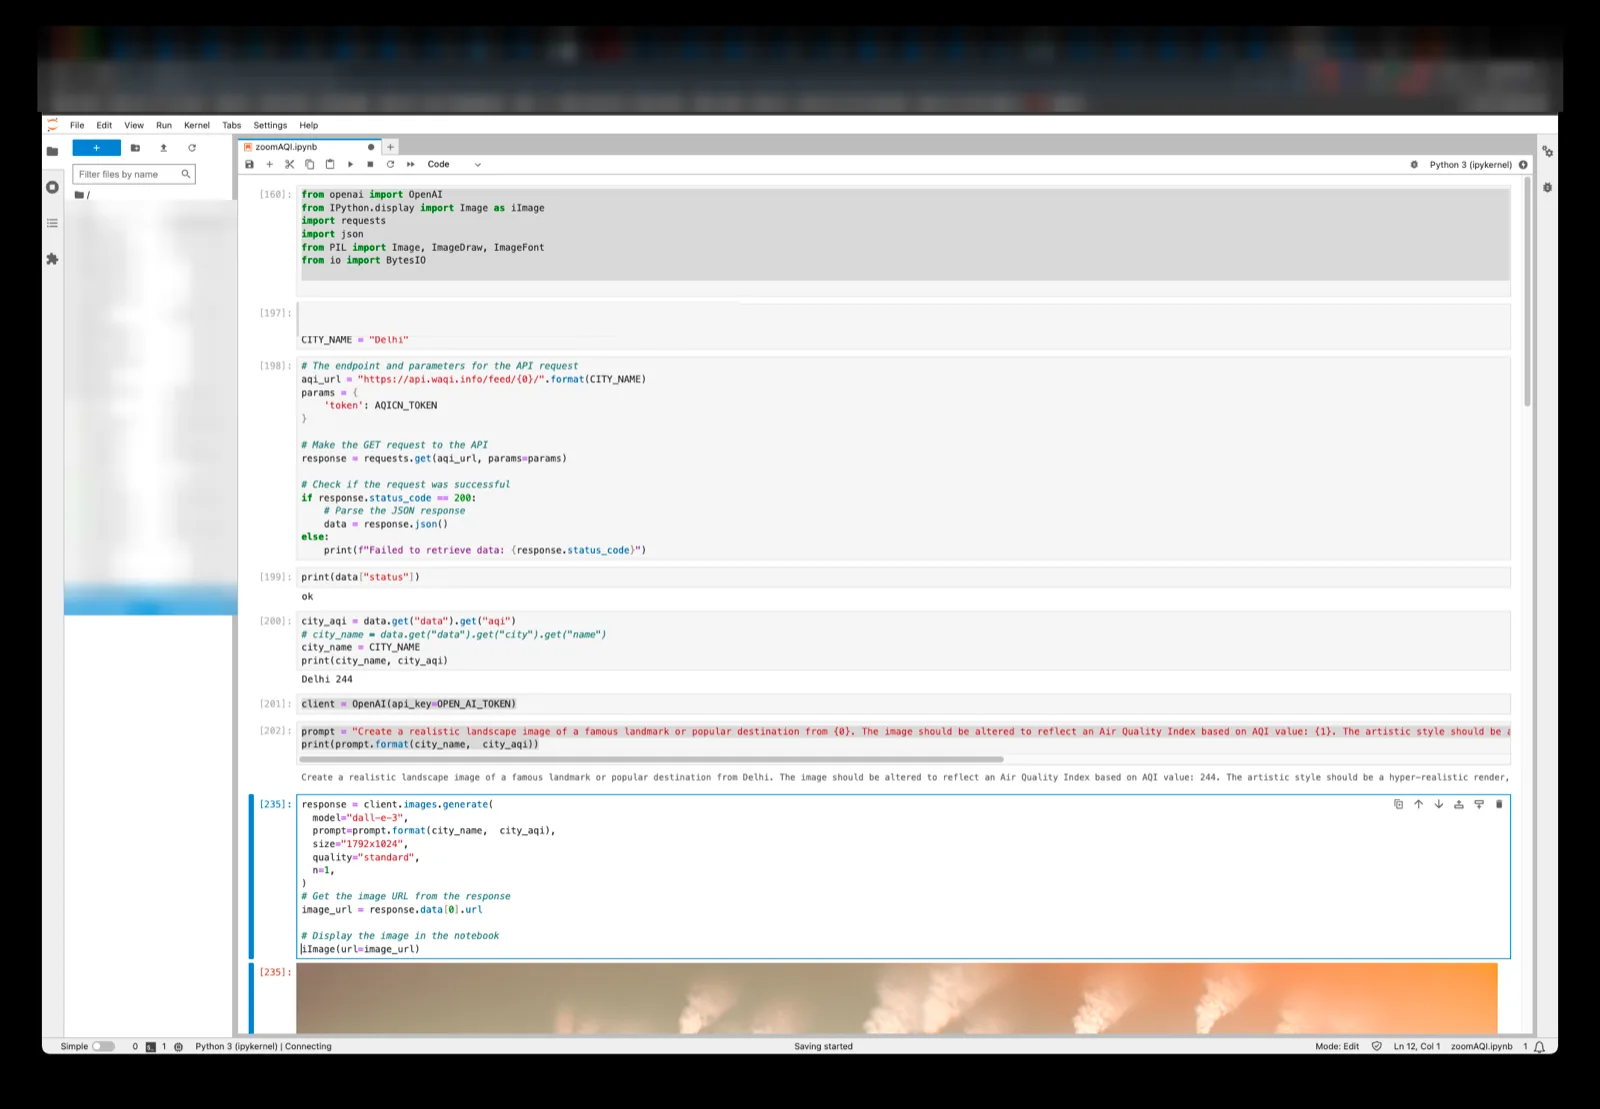 File Edit View Run Kernel Tabs Settings Help
+
Filter files by name
/
zoomAQI.ipynb
+
Code
Python 3 (ipykernel)
[160]:
from openai import OpenAI
from IPython.display import Image as iImage
import requests
import json
from PIL import Image, ImageDraw, ImageFont
from io import BytesIO
[197]:
CITY_NAME = "Delhi"
[198]:
# The endpoint and parameters for the API request
aqi_url = "https://api.waqi.info/feed/{0}/".format(CITY_NAME)
params = {
    'token': AQICN_TOKEN
}
# Make the GET request to the API
response = requests.get(aqi_url, params=params)
# Check if the request was successful
if response.status_code == 200:
    # Parse the JSON response
    data = response.json()
else:
    print(f"Failed to retrieve data: {response.status_code}")
[199]:
print(data["status"])
ok
[200]:
city_aqi = data.get("data").get("aqi")
# city_name = data.get("data").get("city").get("name")
city_name = CITY_NAME
print(city_name, city_aqi)
Delhi 244
[201]:
client = OpenAI(api_key=OPEN_AI_TOKEN)
[202]:
prompt = "Create a realistic landscape image of a famous landmark or popular destination from {0}. The image should be altered to reflect an Air Quality Index based on AQI value: {1}. The artistic style should be a
print(prompt.format(city_name,  city_aqi))
Create a realistic landscape image of a famous landmark or popular destination from Delhi. The image should be altered to reflect an Air Quality Index based on AQI value: 244. The artistic style should be a hyper-realistic render,
[235]:
response = client.images.generate(
  model="dall-e-3",
  prompt=prompt.format(city_name,  city_aqi),
  size="1792x1024",
  quality="standard",
  n=1,
)
# Get the image URL from the response
image_url = response.data[0].url
# Display the image in the notebook
iImage(url=image_url)
[235]:
Simple 0 1 Python 3 (ipykernel) | Connecting Saving started Mode: Edit Ln 12, Col 1 zoomAQI.ipynb 1